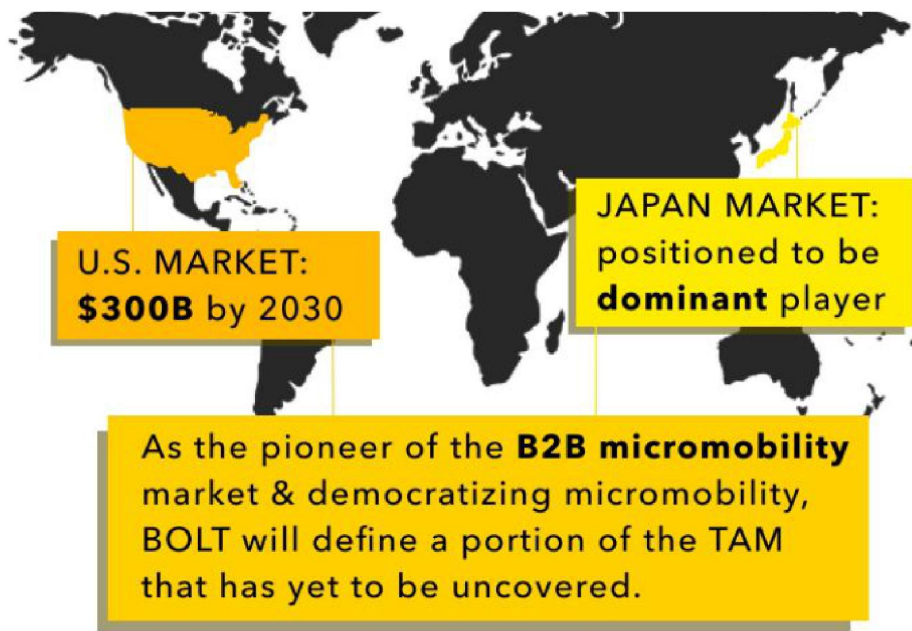 U.S. MARKET:
$300B by 2030
JAPAN MARKET:
positioned to be
dominant player
As the pioneer of the B2B micromobility
market & democratizing micromobility,
BOLT will define a portion of the TAM
that has yet to be uncovered.